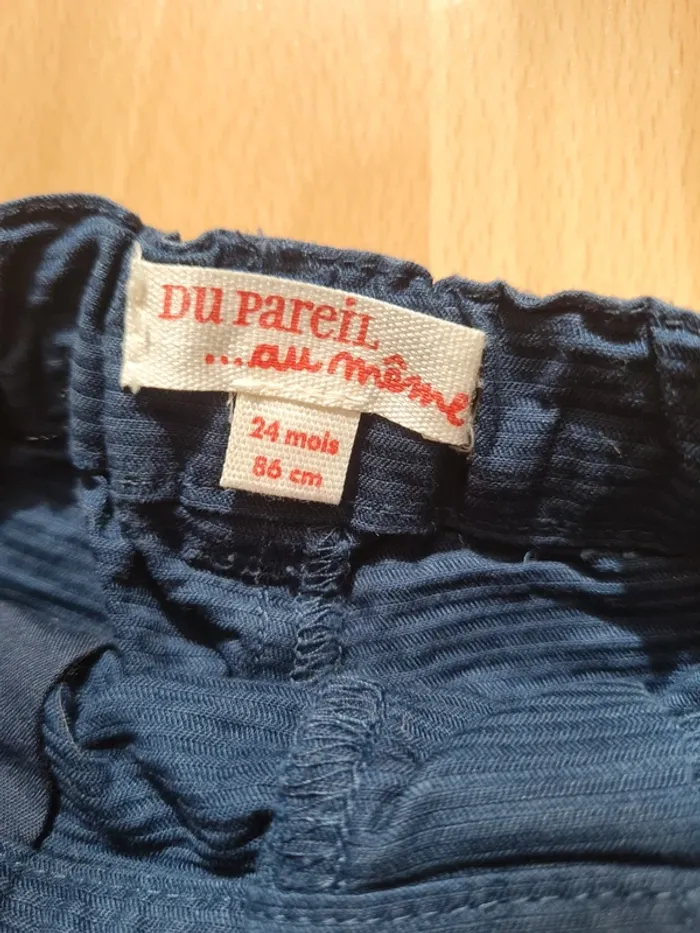 DU PAREIL
...au même
24 mois
86 cm